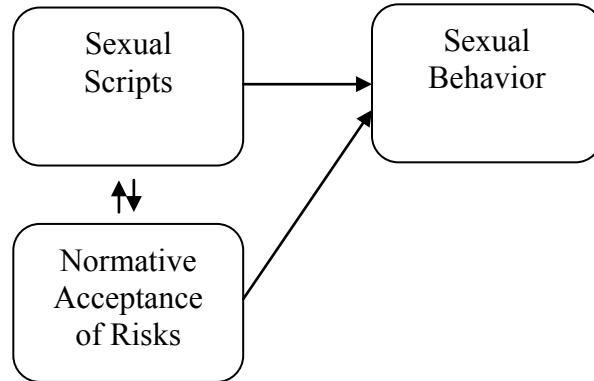 Sexual
Scripts
Sexual
Behavior
Normative
Acceptance
of Risks